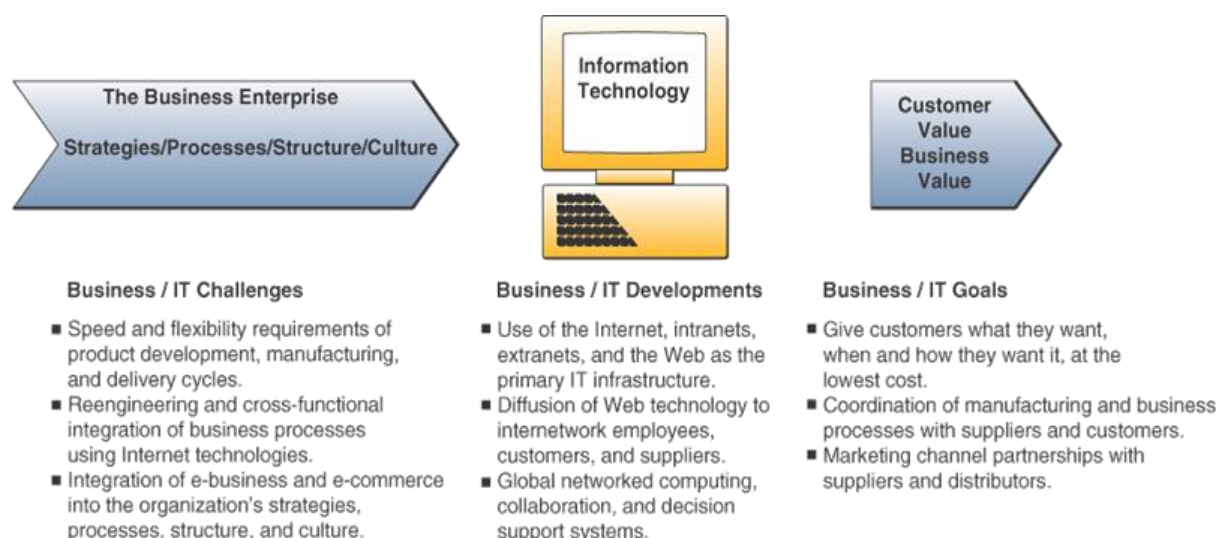 The Business Enterprise
Strategies/Processes/Structure/Culture
Information
Technology
Customer
Value
Business
Value
Business / IT Challenges
■ Speed and flexibility requirements of
product development, manufacturing,
and delivery cycles.
■ Reengineering and cross-functional
integration of business processes
using Internet technologies.
■ Integration of e-business and e-commerce
into the organization's strategies,
processes, structure, and culture.
Business / IT Developments
■ Use of the Internet, intranets,
extranets, and the Web as the
primary IT infrastructure.
■ Diffusion of Web technology to
internetwork employees,
customers, and suppliers.
■ Global networked computing,
collaboration, and decision
support systems.
Business / IT Goals
■ Give customers what they want,
when and how they want it, at the
lowest cost.
■ Coordination of manufacturing and business
processes with suppliers and customers.
■ Marketing channel partnerships with
suppliers and distributors.